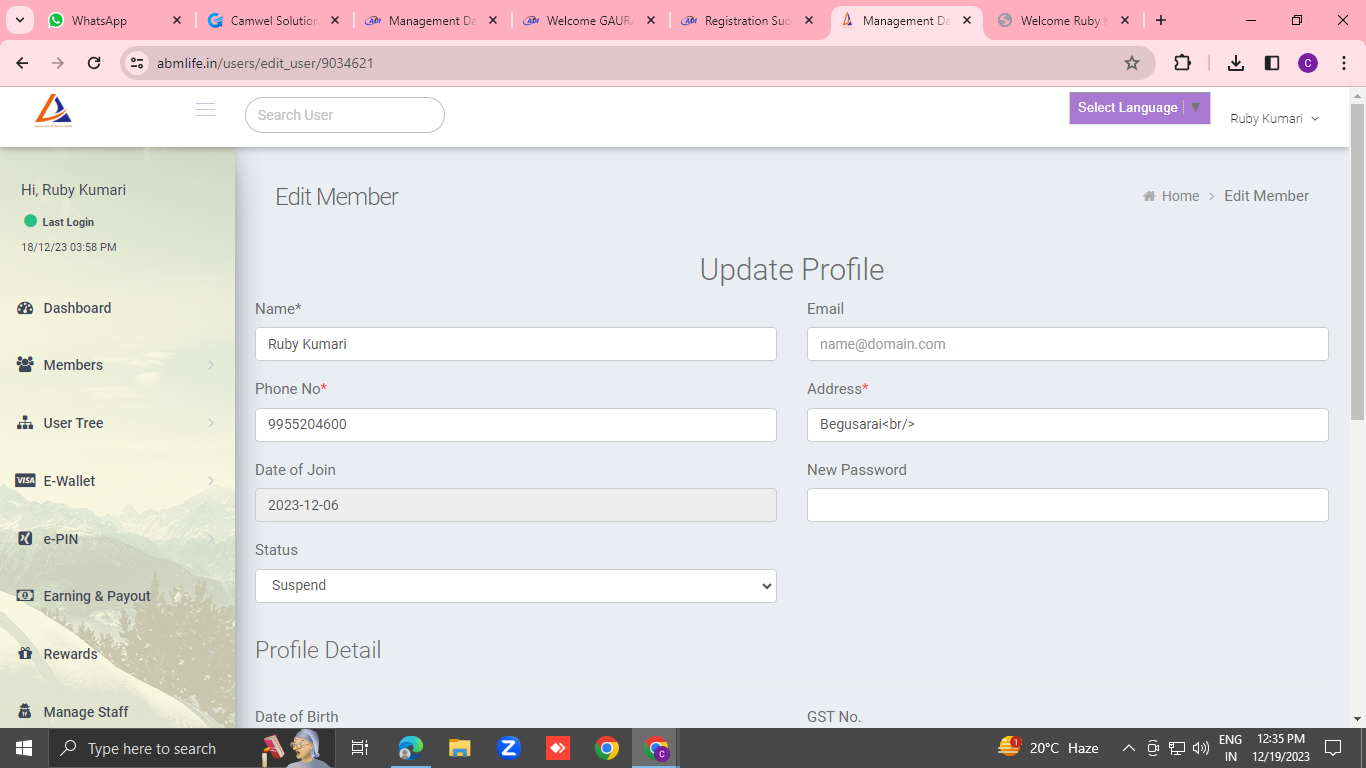 WhatsApp
Camwel Solution
Management Da
Welcome GAURA
Registration Suc
Management Da
Welcome Ruby K
abmlife.in/users/edit_user/9034621
C
Search User
Select Language ▼
Ruby Kumari
Hi, Ruby Kumari
Last Login
18/12/23 03:58 PM
Dashboard
Members
User Tree
VISA E-Wallet
e-PIN
Earning & Payout
Rewards
Manage Staff
Edit Member
Home > Edit Member
Update Profile
Name*
Ruby Kumari
Email
name@domain.com
Phone No*
9955204600
Address*
Begusarai<br/>
Date of Join
2023-12-06
New Password
Status
Suspend
Profile Detail
Date of Birth
GST No.
Type here to search
1
20°C Haze
ENG
IN
12:35 PM
12/19/2023